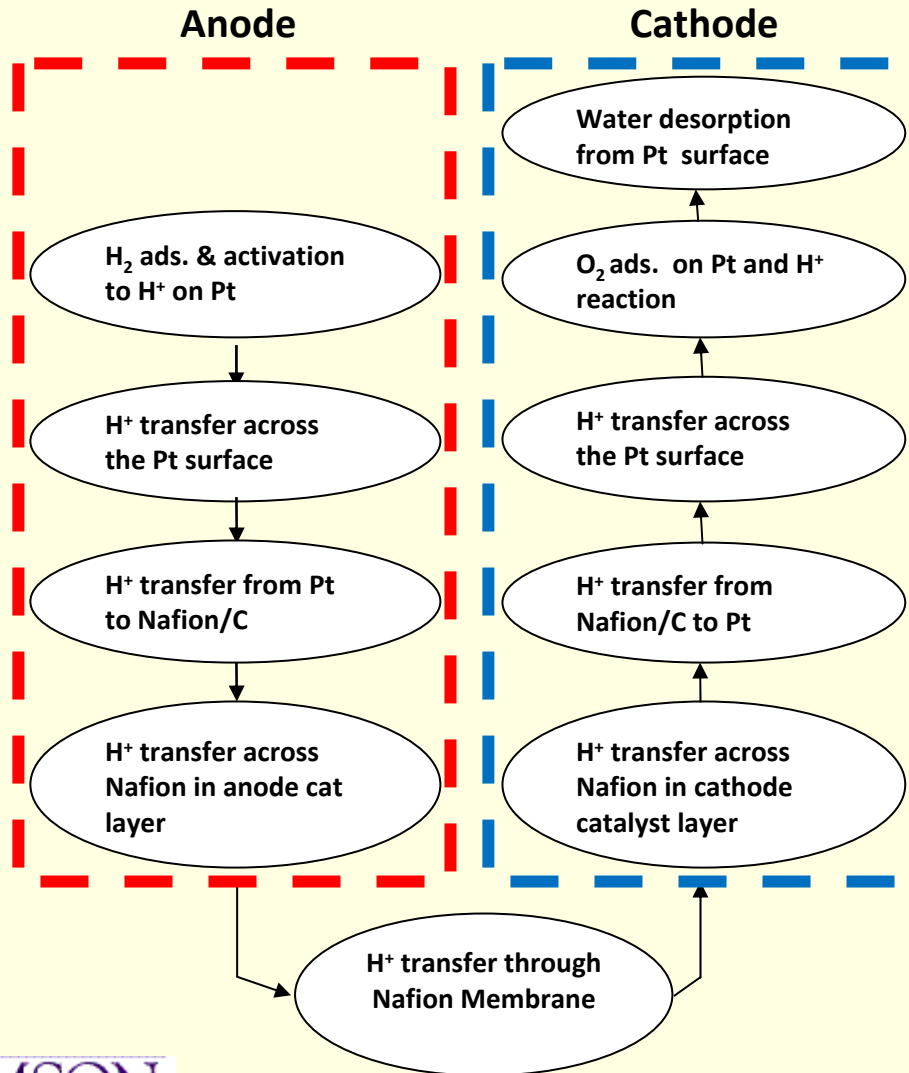 Anode
H₂ ads. & activation
to H⁺ on Pt
H⁺ transfer across
the Pt surface
H⁺ transfer from Pt
to Nafion/C
H⁺ transfer across
Nafion in anode cat
layer
H⁺ transfer through
Nafion Membrane
Cathode
Water desorption
from Pt surface
O₂ ads. on Pt and H⁺
reaction
H⁺ transfer across
the Pt surface
H⁺ transfer from
Nafion/C to Pt
H⁺ transfer across
Nafion in cathode
catalyst layer